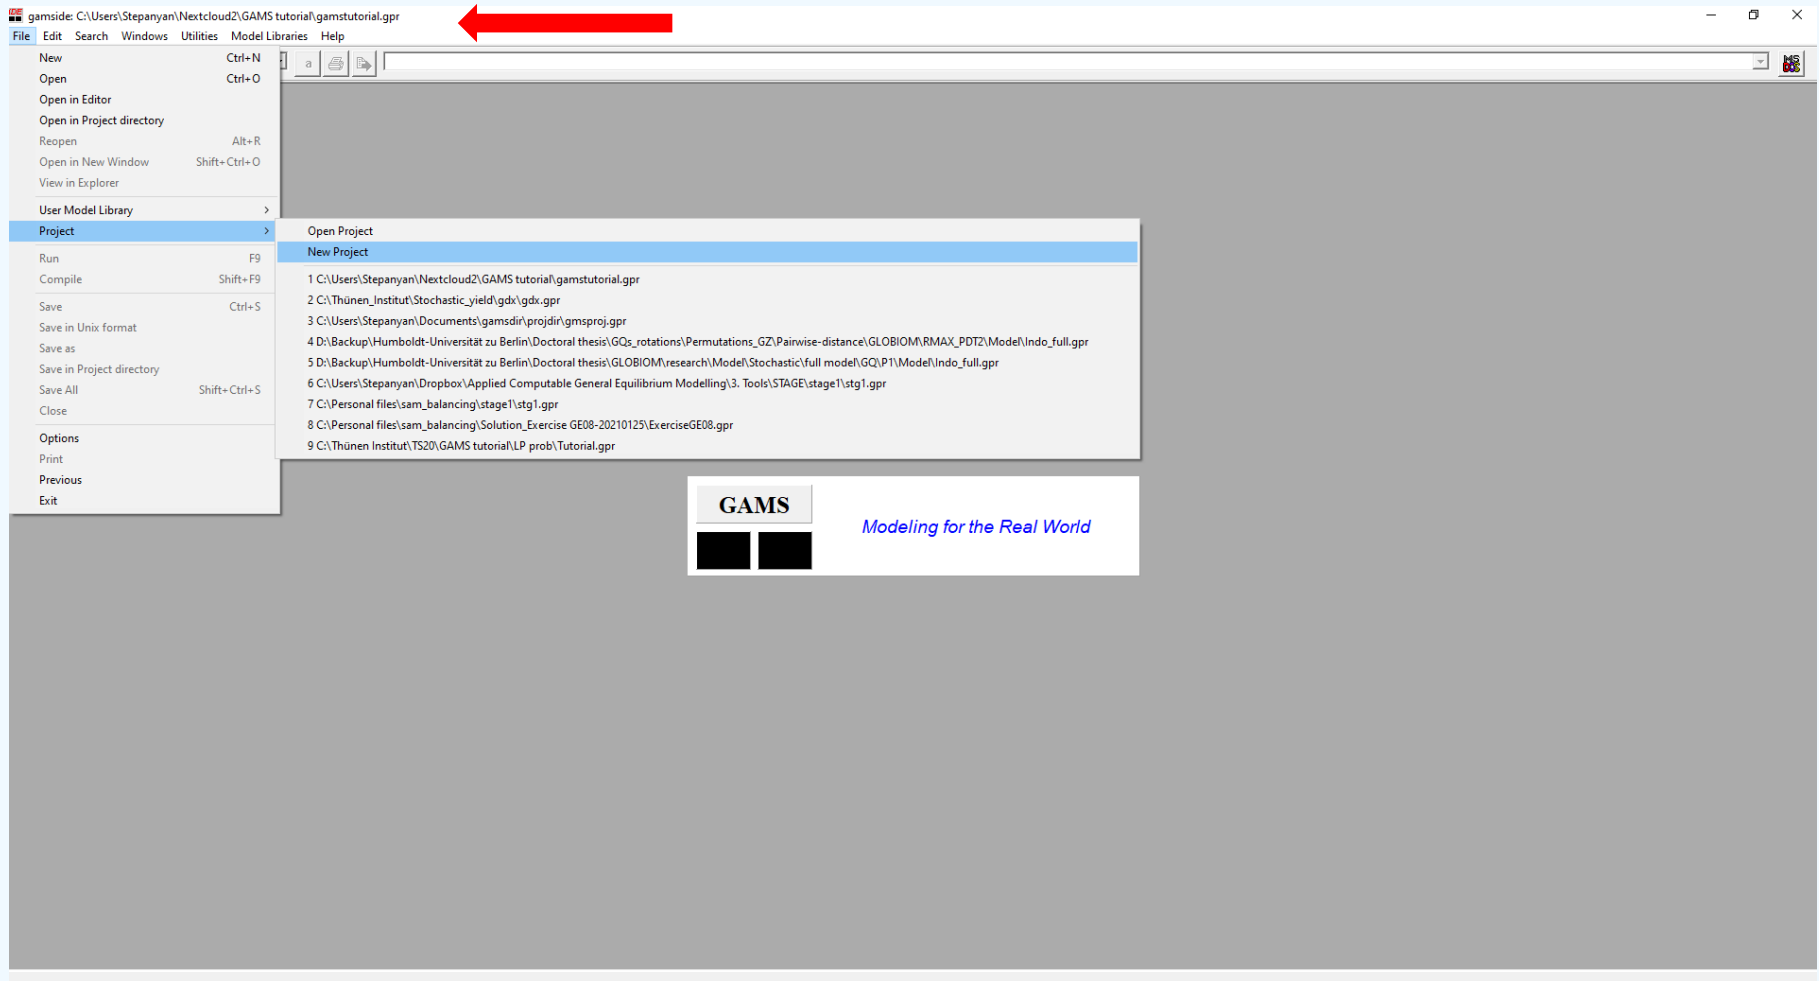 gamside: C:\Users\Stepanyan\Nextcloud2\GAMS tutorial\gamstutorial.gpr
File Edit Search Windows Utilities Model Libraries Help
a
New Ctrl+N
Open Ctrl+O
Open in Editor
Open in Project directory
Reopen Alt+R
Open in New Window Shift+Ctrl+O
View in Explorer
User Model Library
Project
Run F9
Compile Shift+F9
Save Ctrl+S
Save in Unix format
Save as
Save in Project directory
Save All Shift+Ctrl+S
Close
Options
Print
Previous
Exit
Open Project
New Project
1 C:\Users\Stepanyan\Nextcloud2\GAMS tutorial\gamstutorial.gpr
2 C:\Thünen_Institut\Stochastic_yield\gdx\gdx.gpr
3 C:\Users\Stepanyan\Documents\gamsdir\projdir\gmsproj.gpr
4 D:\Backup\Humboldt-Universität zu Berlin\Doctoral thesis\GQs_rotations\Permutations_GZ\Pairwise-distance\GLOBIOM\RMAX_PDT2\Model\Indo_full.gpr
5 D:\Backup\Humboldt-Universität zu Berlin\Doctoral thesis\GLOBIOM\research\Model\Stochastic\full model\GQ\P1\Model\Indo_full.gpr
6 C:\Users\Stepanyan\Dropbox\Applied Computable General Equilibrium Modelling\3. Tools\STAGE\stage1\stg1.gpr
7 C:\Personal files\sam_balancing\stage1\stg1.gpr
8 C:\Personal files\sam_balancing\Solution_Exercise GE08-20210125\ExerciseGE08.gpr
9 C:\Thünen Institut\TS20\GAMS tutorial\LP prob\Tutorial.gpr
GAMS
Modeling for the Real World